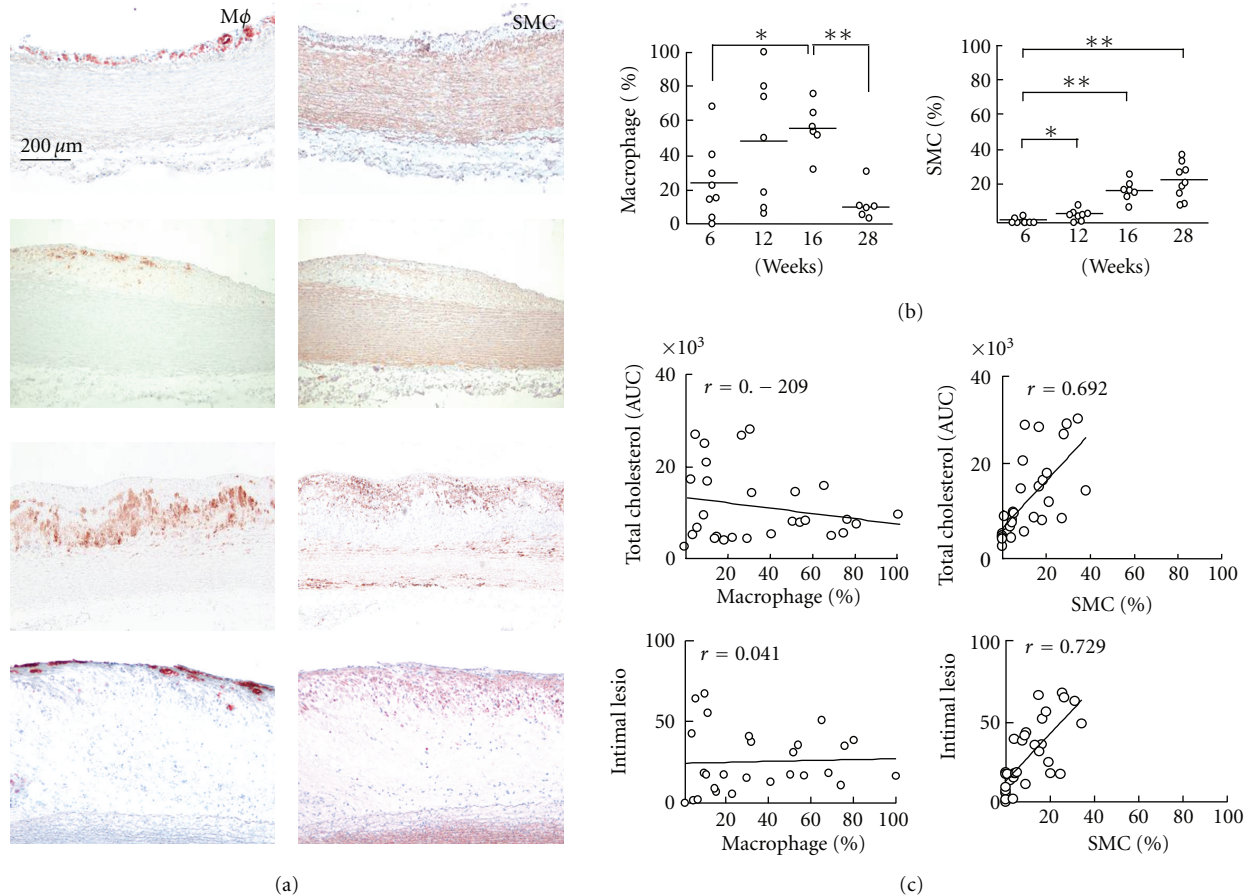 Mϕ
SMC
200 μm
(a)
Macrophage ( %)
100
80
60
40
20
0
*
**
6
12
16
28
(Weeks)
SMC (%)
100
80
60
40
20
*
**
**
6
12
16
28
(Weeks)
(b)
×10³
Total cholesterol (AUC)
40
20
0
r = 0. − 209
20
40
60
80
100
Macrophage (%)
×10³
Total cholesterol (AUC)
40
20
0
r = 0.692
0
20
40
60
80
100
SMC (%)
Intimal lesio
100
50
0
r = 0.041
20
40
60
80
100
Macrophage (%)
Intimal lesio
100
50
0
r = 0.729
0
20
40
60
80
100
SMC (%)
(c)